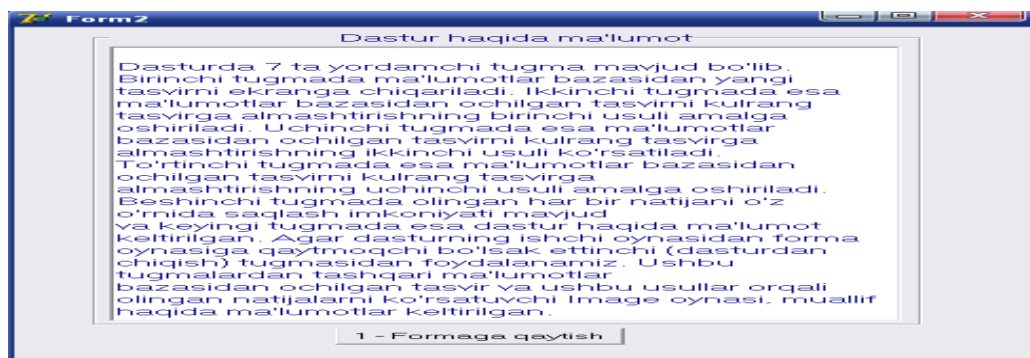 Form2
Dastur haqida ma'lumot
Dasturda 7 ta yordamchi tugma mavjud bo'lib.
Birinchi tugmada ma'lumotlar bazasidan yangi
tasvirni ekranga chiqariladi. Ikkinchi tugmada esa
ma'lumotlar bazasidan ochilgan tasvirni kulrang
tasvirga almashtirishning birinchi usuli amalga
oshiriladi. Uchinchi tugmada esa ma'lumotlar
bazasidan ochilgan tasvirni kulrang tasvirga
almashtirishning ikkinchi usuli ko'rsatiladi.
To'rtinchi tugmada esa ma'lumotlar bazasidan
ochilgan tasvirni kulrang tasvirga
almashtirishning uchinchi usuli amalga oshiriladi.
Beshinchi tugmada olingan har bir natijani o'z
o'rnida saqlash imkoniyati mavjud
va keyingi tugmada esa dastur haqida ma'lumot
keltirilgan. Agar dasturning ishchi oynasidan forma
oynasiga qaytmoqchi bo'lsak ettinchi (dasturdan
chiqish) tugmasidan foydalanamiz. Ushbu
tugmalardan tashqari ma'lumotlar
bazasidan ochilgan tasvir va ushbu usullar orqali
olingan natijalarni ko'rsatuvchi Image oynasi, muallif
haqida ma'lumotlar keltirilgan.
1 - Formaga qaytish